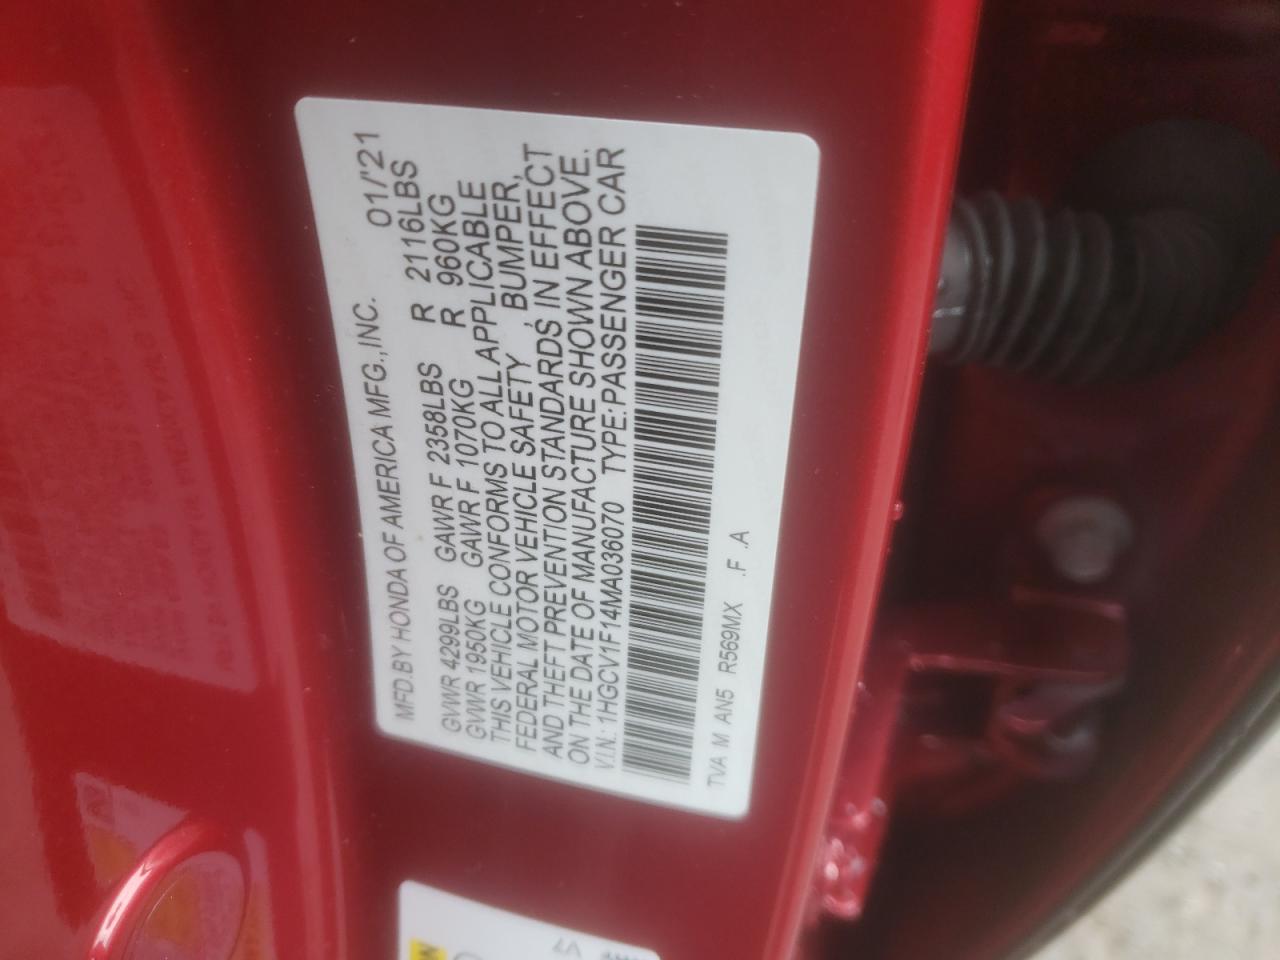 MFD.BY HONDA OF AMERICA MFG.,INC. 01/'21
GVWR 4299LBS GAWR F 2358LBS R 2116LBS
GVWR 1950KG GAWR F 1070KG R 960KG
THIS VEHICLE CONFORMS TO ALL APPLICABLE
FEDERAL MOTOR VEHICLE SAFETY, BUMPER,
AND THEFT PREVENTION STANDARDS IN EFFECT
ON THE DATE OF MANUFACTURE SHOWN ABOVE.
V.I.N.: 1HGCV1F14MA036070 TYPE: PASSENGER CAR
TVA M AN5 R569MX .F .A